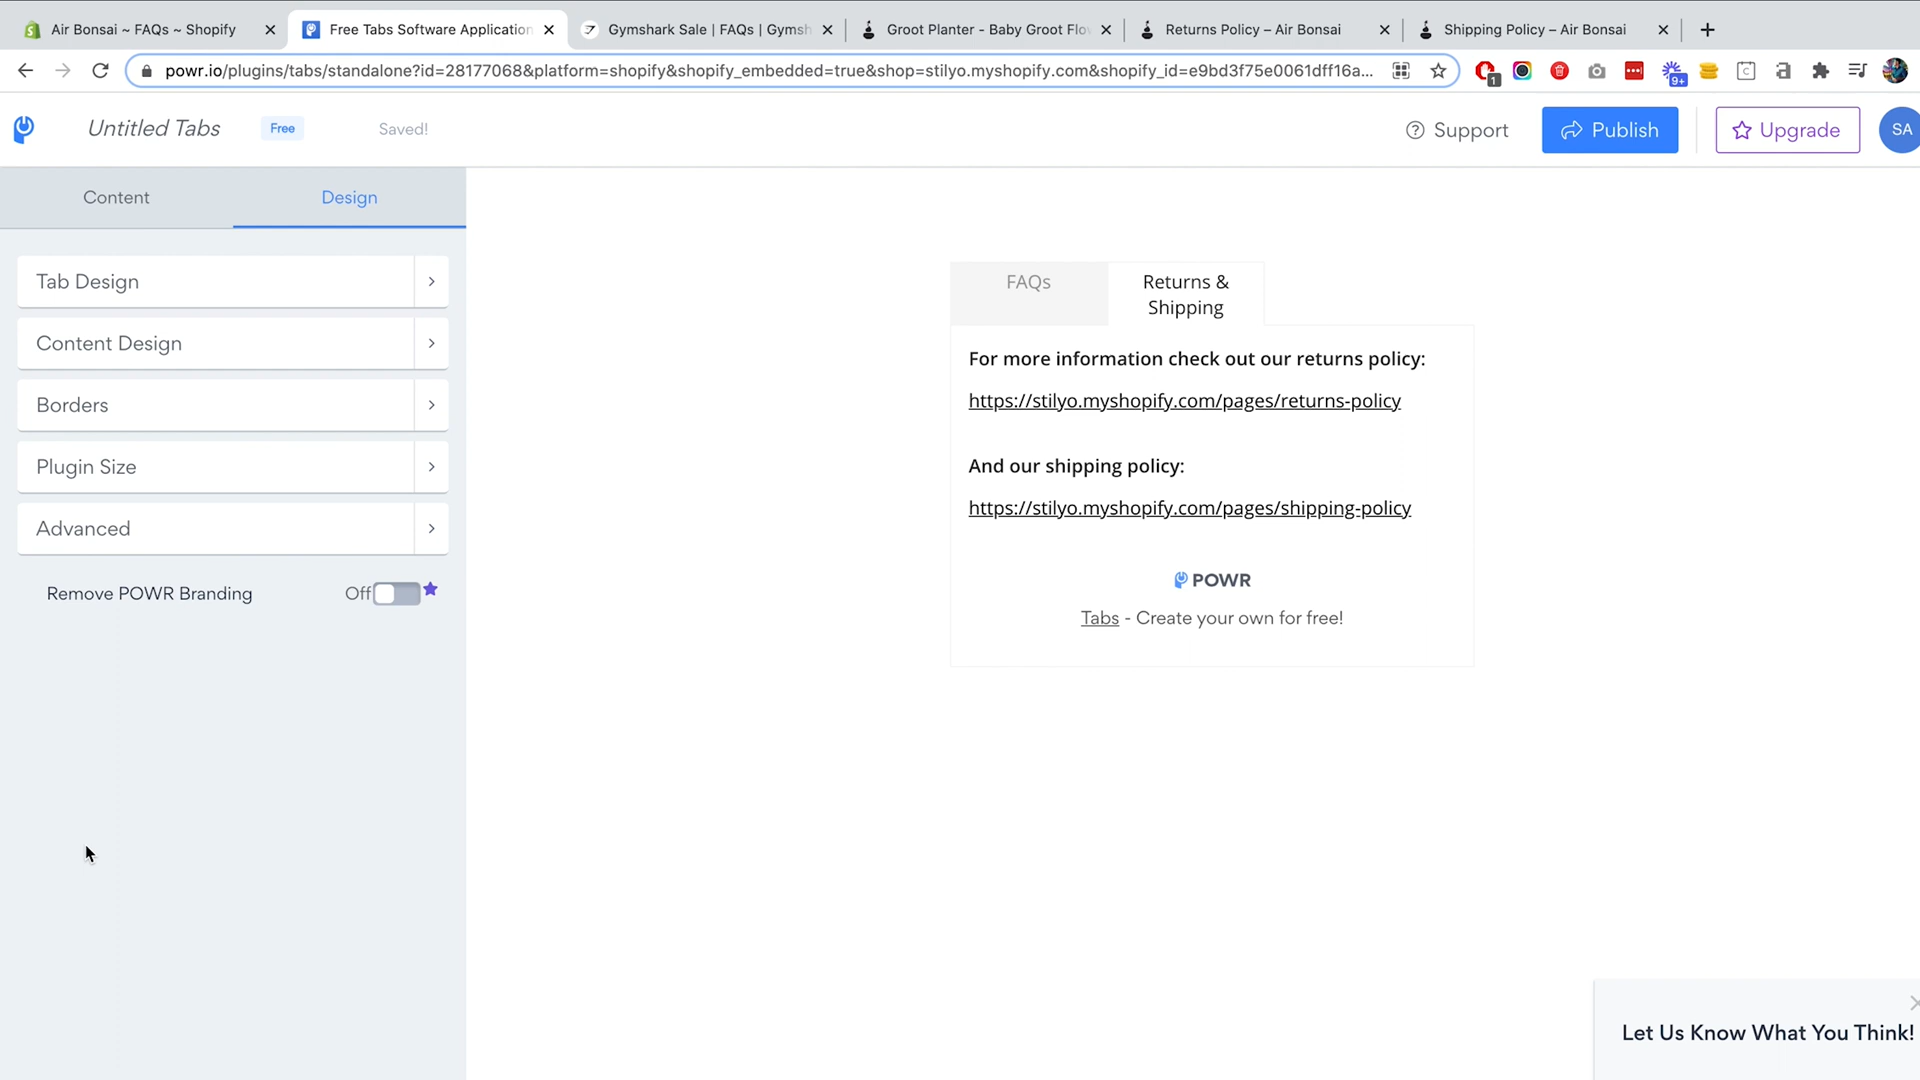 Air Bonsai ~ FAQs ~ Shopify
Free Tabs Software Application
Gymshark Sale | FAQs | Gymsh
Groot Planter - Baby Groot Flo
Returns Policy – Air Bonsai
Shipping Policy – Air Bonsai
powr.io/plugins/tabs/standalone?id=28177068&platform=shopify&shopify_embedded=true&shop=stilyo.myshopify.com&shopify_id=e9bd3f75e0061dff16a...
1
9+
Untitled Tabs
Free
Saved!
Support
Publish
Upgrade
SA
Content
Design
Tab Design
Content Design
Borders
Plugin Size
Advanced
Remove POWR Branding
Off
FAQs
Returns &
Shipping
For more information check out our returns policy:
https://stilyo.myshopify.com/pages/returns-policy
And our shipping policy:
https://stilyo.myshopify.com/pages/shipping-policy
POWR
Tabs - Create your own for free!
Let Us Know What You Think!